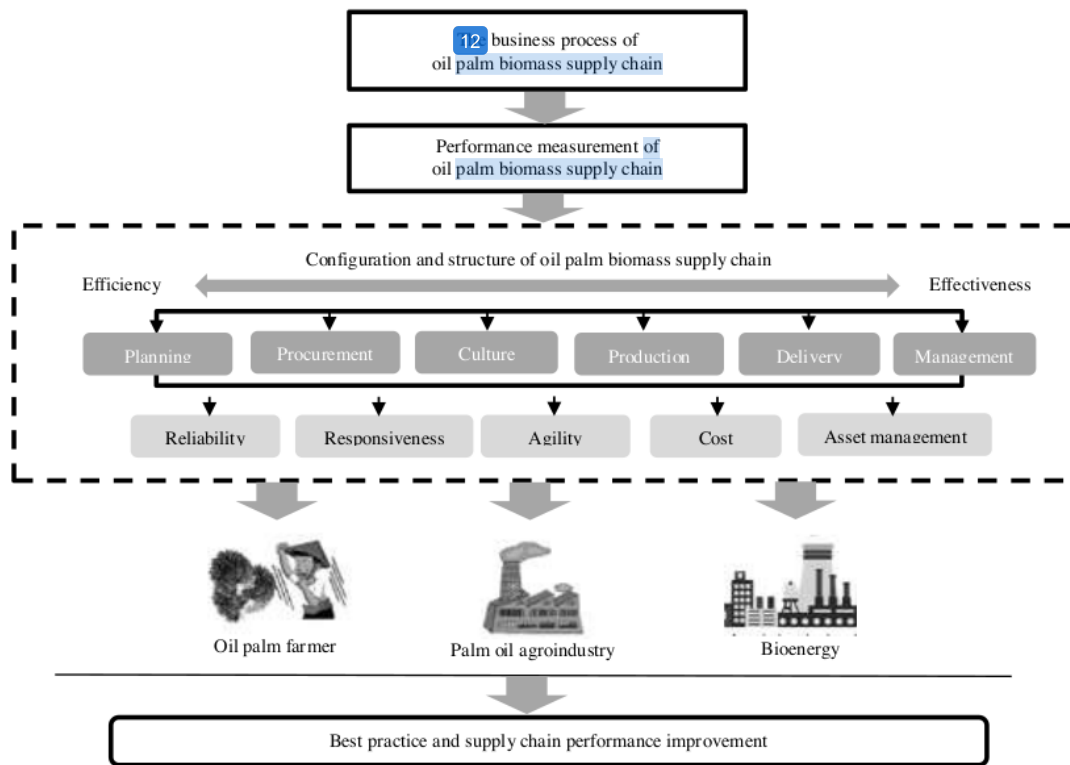 12 business process of
oil palm biomass supply chain
Performance measurement of
oil palm biomass supply chain
Configuration and structure of oil palm biomass supply chain
Efficiency
Effectiveness
Planning
Procurement
Culture
Production
Delivery
Management
Reliability
Responsiveness
Agility
Cost
Asset management
Oil palm farmer
Palm oil agroindustry
Bioenergy
Best practice and supply chain performance improvement